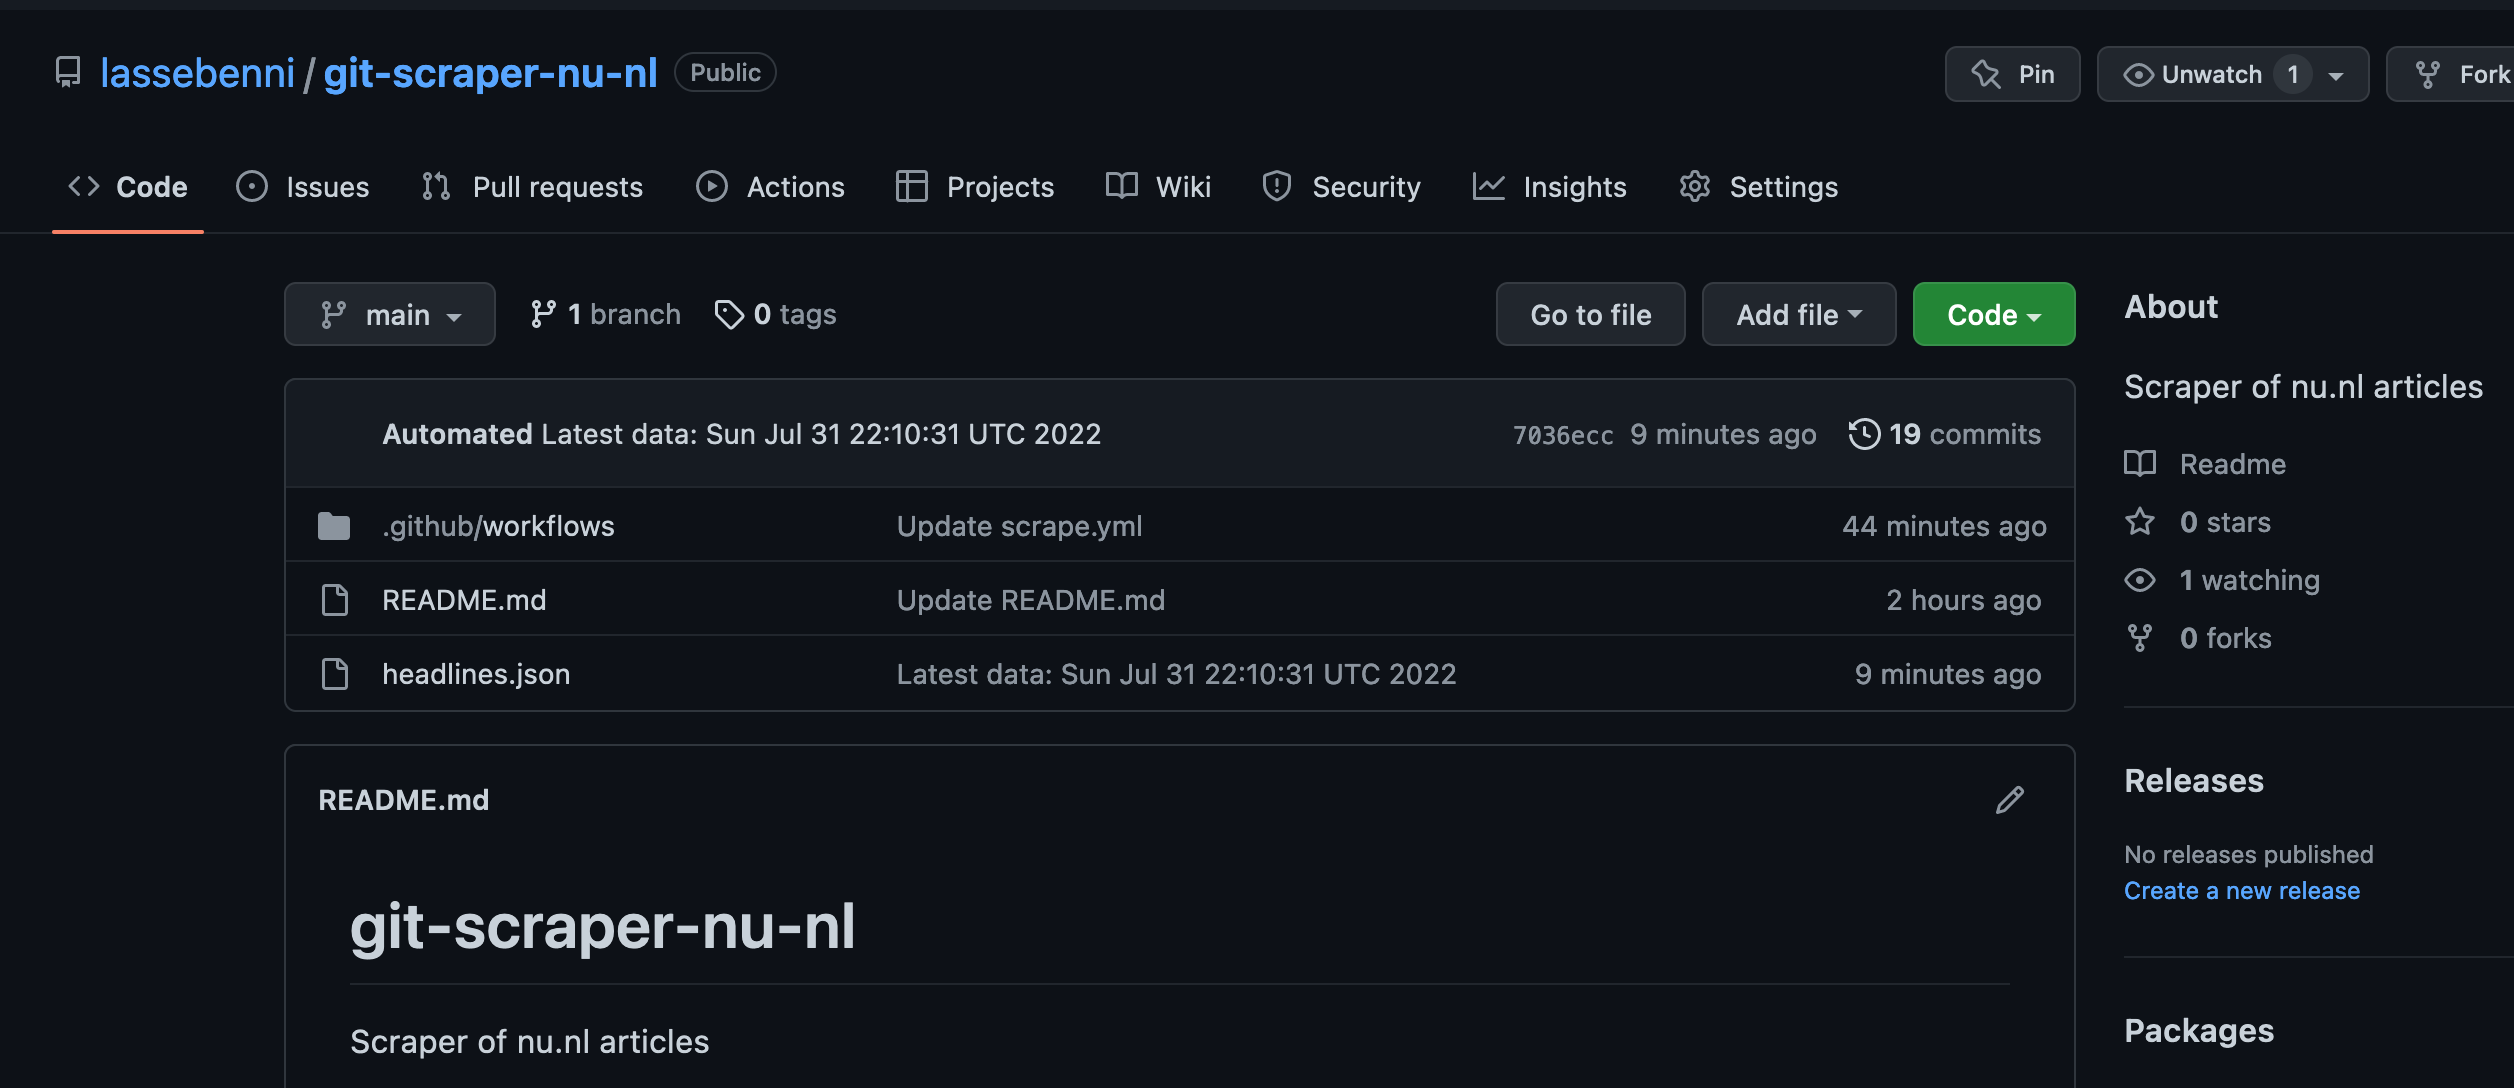 lassebenni / git-scraper-nu-nl Public
Pin
Unwatch 1
Fork
Code Issues Pull requests Actions Projects Wiki Security Insights Settings
main 1 branch 0 tags
Go to file Add file Code
Automated Latest data: Sun Jul 31 22:10:31 UTC 2022 7036ecc 9 minutes ago 19 commits
.github/workflows Update scrape.yml 44 minutes ago
README.md Update README.md 2 hours ago
headlines.json Latest data: Sun Jul 31 22:10:31 UTC 2022 9 minutes ago
README.md
git-scraper-nu-nl
Scraper of nu.nl articles
About
Scraper of nu.nl articles
Readme
0 stars
1 watching
0 forks
Releases
No releases published
Create a new release
Packages